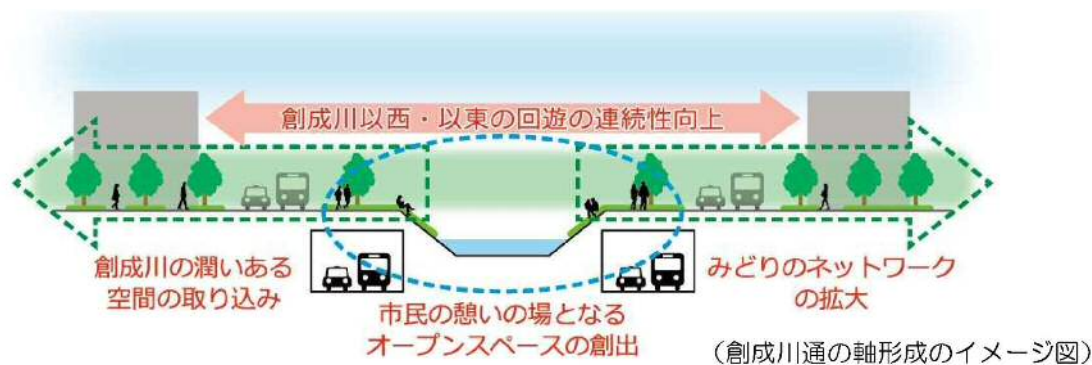 創成川以西・以東の回遊の連続性向上
創成川の潤いある
空間の取り込み
市民の憩いの場となる
オープンスペースの創出
みどりのネットワーク
の拡大
（創成川通の軸形成のイメージ図）